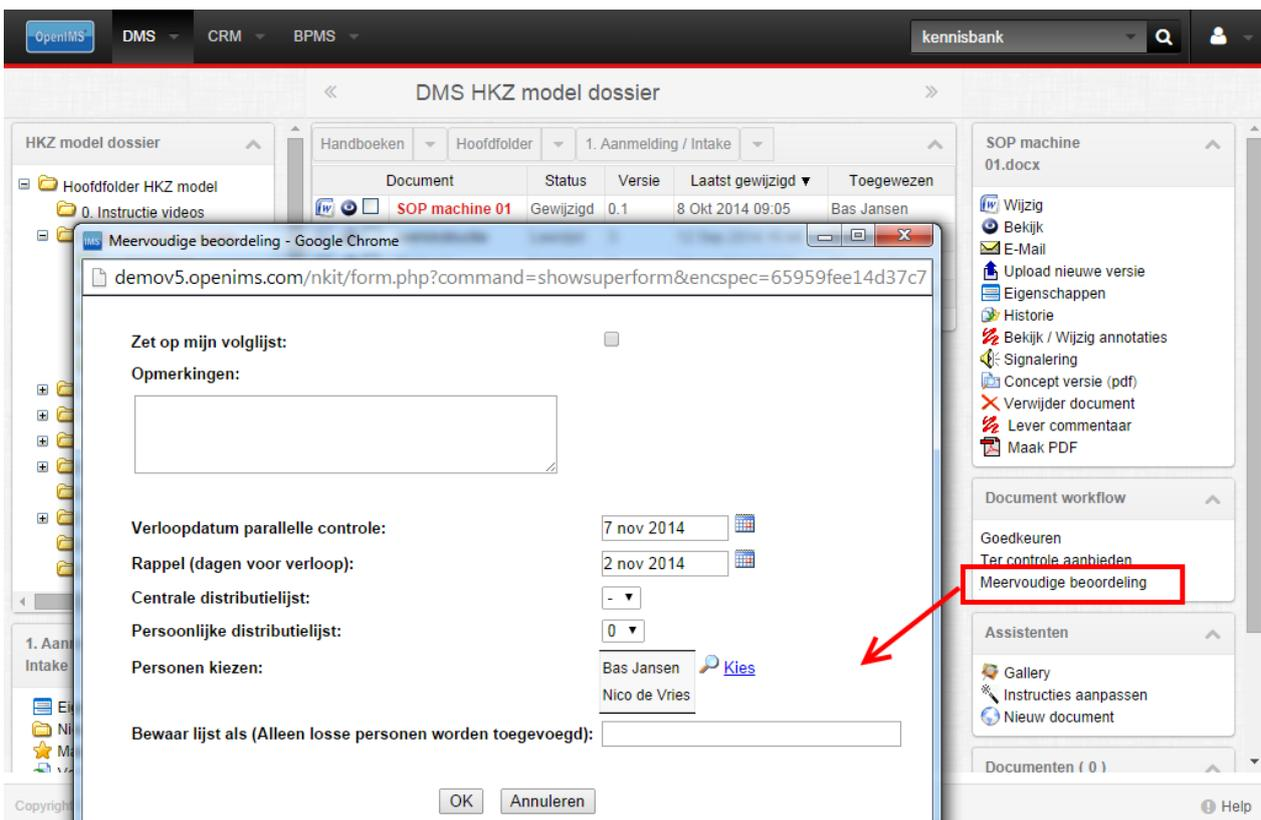 OpenIMS DMS CRM BPMS kennisbank
DMS HKZ model dossier
HKZ model dossier
Hoofdfolder HKZ model
0. Instructie videos
Handboeken Hoofdfolder 1. Aanmelding / Intake
Document Status Versie Laatst gewijzigd ▼ Toegewezen
SOP machine 01 Gewijzigd 0.1 8 Okt 2014 09:05 Bas Jansen
IMS Meervoudige beoordeling - Google Chrome
demov5.openims.com/nkit/form.php?command=showsuperform&encspec=65959fee14d37c7
Zet op mijn volglijst:
Opmerkingen:
Verloopdatum parallelle controle: 7 nov 2014
Rappel (dagen voor verloop): 2 nov 2014
Centrale distributielijst: -
Persoonlijke distributielijst: 0
Personen kiezen: Bas Jansen Kies
Nico de Vries
Bewaar lijst als (Alleen losse personen worden toegevoegd):
OK Annuleren
SOP machine
01.docx
Wijzig
Bekijk
E-Mail
Upload nieuwe versie
Eigenschappen
Historie
Bekijk / Wijzig annotaties
Signalering
Concept versie (pdf)
Verwijder document
Lever commentaar
Maak PDF
Document workflow
Goedkeuren
Ter controle aanbieden
Meervoudige beoordeling
Assistenten
Gallery
Instructies aanpassen
Nieuw document
Documenten ( 0 )
1. Aan
Intake
Ni
Ma
Copyright
Help